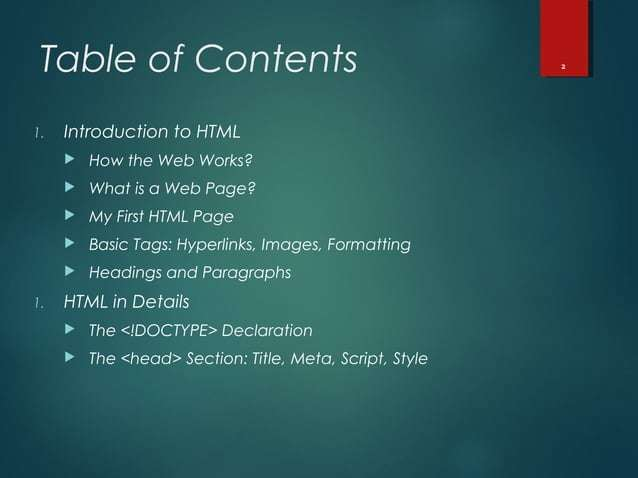 Table of Contents
2
1. Introduction to HTML
How the Web Works?
What is a Web Page?
My First HTML Page
Basic Tags: Hyperlinks, Images, Formatting
Headings and Paragraphs
1. HTML in Details
The <!DOCTYPE> Declaration
The <head> Section: Title, Meta, Script, Style